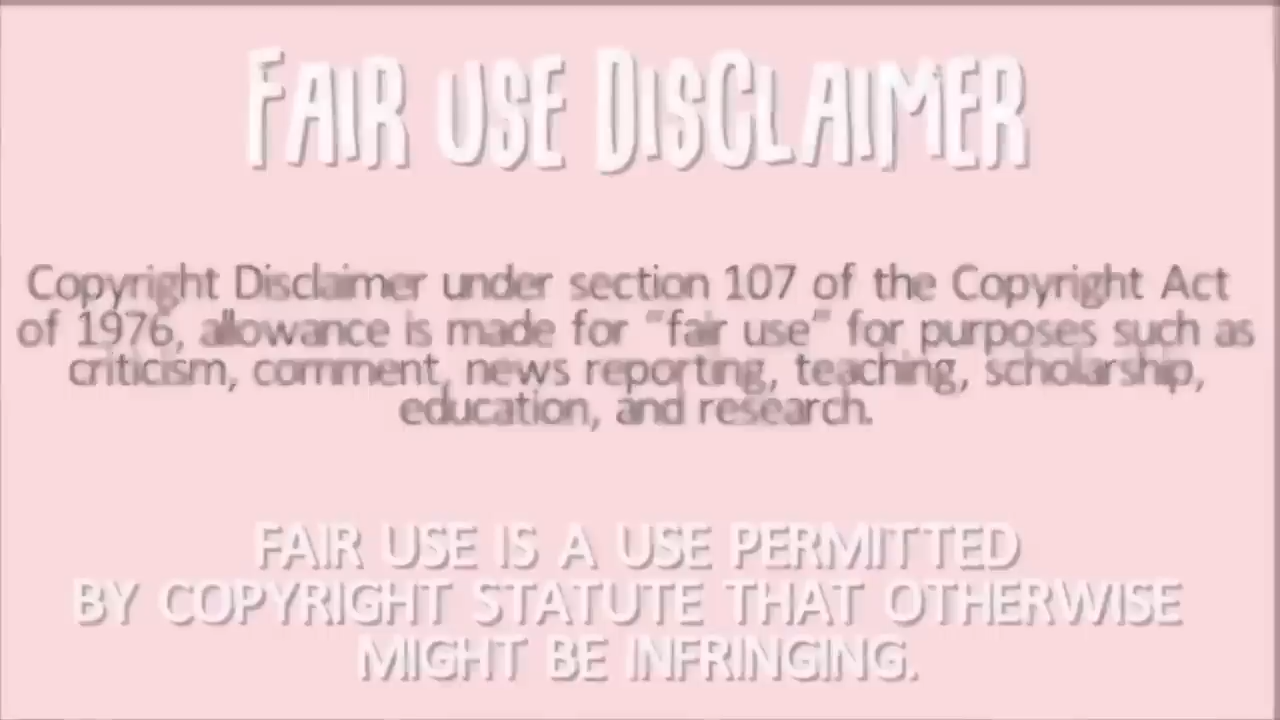 FAIR USE DISCLAIMER
Copyright Disclaimer under section 107 of the Copyright Act
of 1976, allowance is made for “fair use” for purposes such as
criticism, comment, news reporting, teaching, scholarship,
education, and research.
FAIR USE IS A USE PERMITTED
BY COPYRIGHT STATUTE THAT OTHERWISE
MIGHT BE INFRINGING.